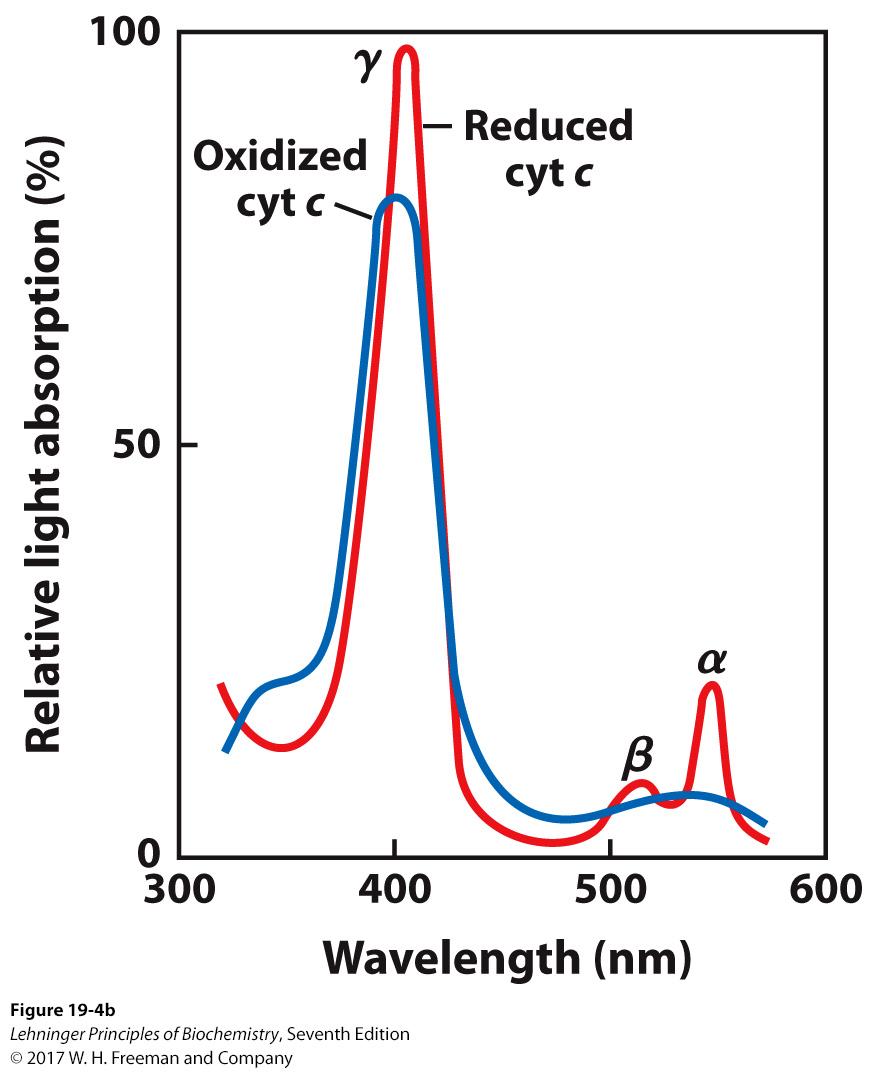 100
γ
Reduced
cyt c
Oxidized
cyt c
Relative light absorption (%)
50
α
β
0
300
400
500
600
Wavelength (nm)
Figure 19-4b
Lehninger Principles of Biochemistry, Seventh Edition
© 2017 W. H. Freeman and Company